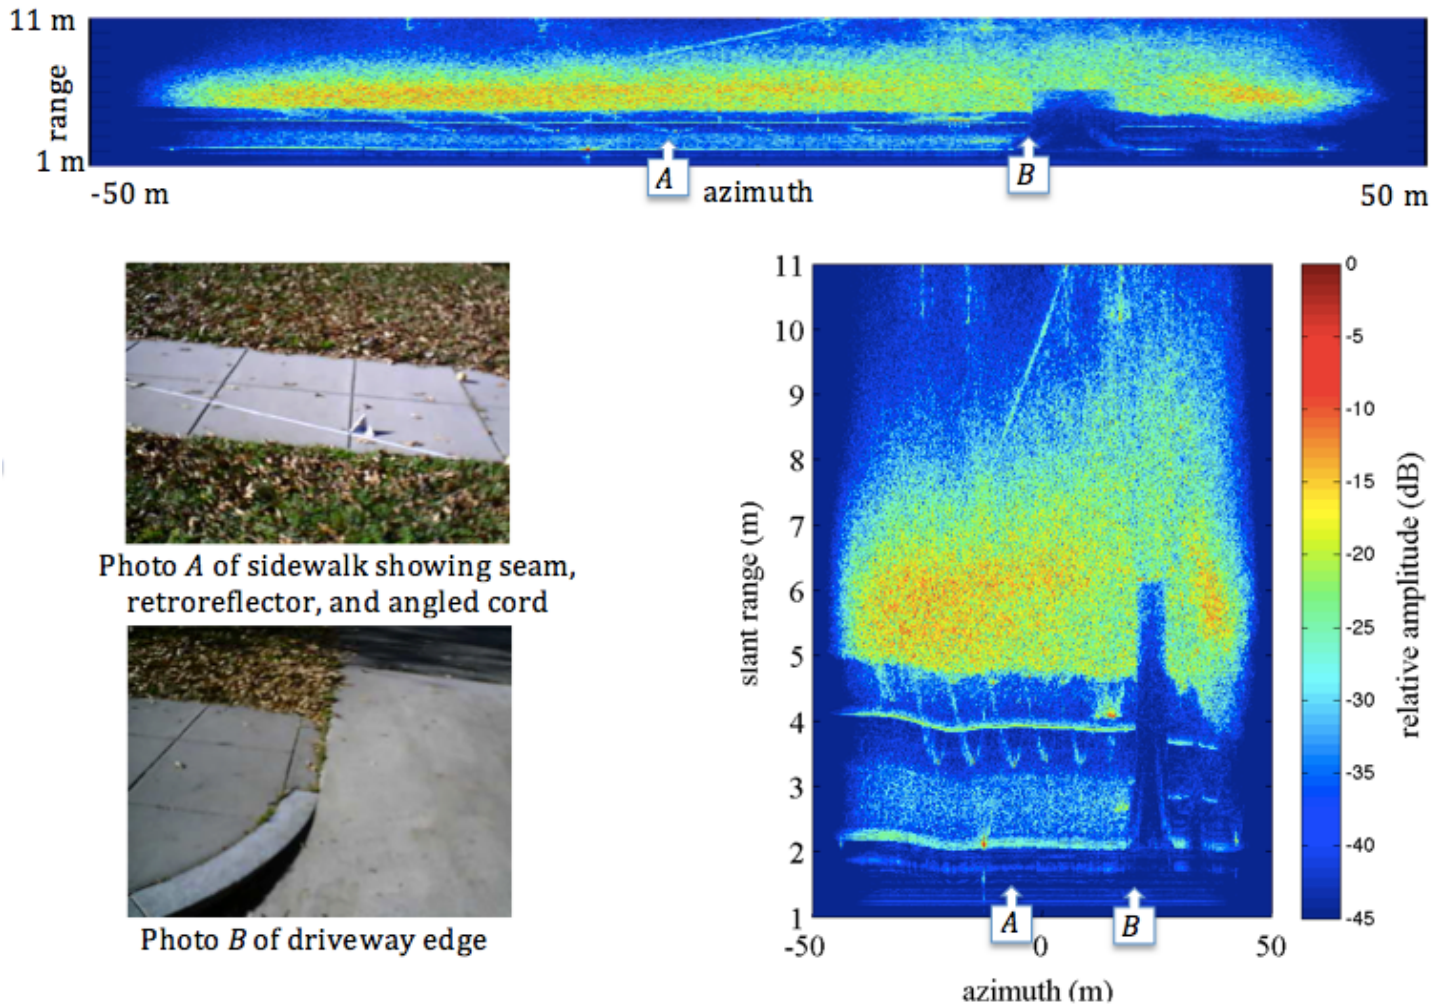 11 m
range
1 m
-50 m
A
azimuth
B
50 m
Photo A of sidewalk showing seam,
retroreflector, and angled cord
Photo B of driveway edge
11
10
9
8
7
6
5
4
3
2
1
slant range (m)
-50
A
0
B
50
azimuth (m)
0
-5
-10
-15
-20
-25
-30
-35
-40
-45
relative amplitude (dB)